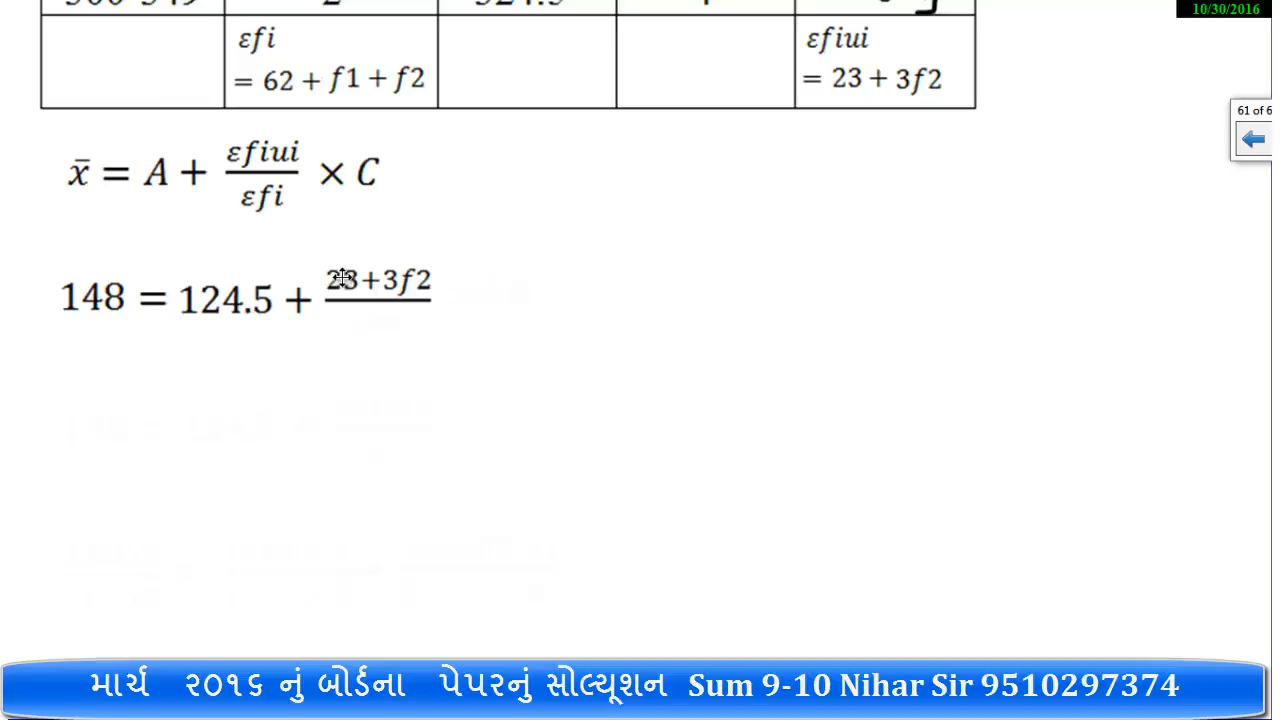 10/30/2016
εfi
= 62 + f1 + f2
εfiui
= 23 + 3f2
61 of 6
x̄ = A + εfiui/εfi × C
148 = 124.5 + 23+3f2
માર્ચ ૨૦૧૬ નું બોર્ડના પેપરનું સોલ્યૂશન Sum 9-10 Nihar Sir 9510297374